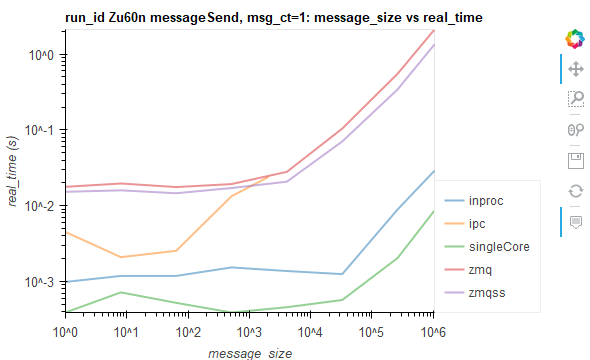 run_id Zu60n messageSend, msg_ct=1: message_size vs real_time
10^0
10^-1
10^-2
10^-3
real_time (s)
10^0 10^1 10^2 10^3 10^4 10^5 10^6
message_size
inproc
ipc
singleCore
zmq
zmqss